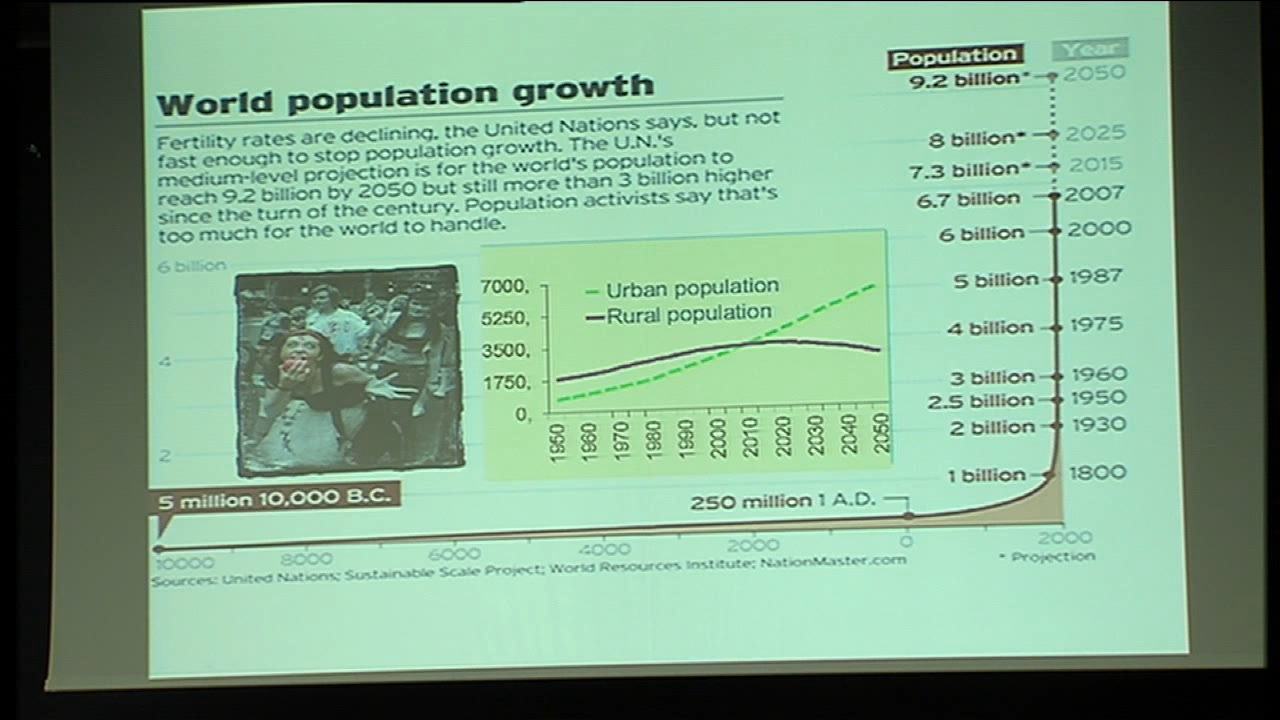 Population Year
9.2 billion* 2050
World population growth
Fertility rates are declining, the United Nations says, but not
fast enough to stop population growth. The U.N.'s
medium-level projection is for the world's population to
reach 9.2 billion by 2050 but still more than 3 billion higher
since the turn of the century. Population activists say that's
too much for the world to handle.
8 billion* 2025
7.3 billion* 2015
6.7 billion 2007
6 billion 2000
5 billion 1987
4 billion 1975
3 billion 1960
2.5 billion 1950
2 billion 1930
1 billion 1800
6 billion
4
2
7000,
5250,
3500,
1750,
0,
Urban population
Rural population
1950 1960 1970 1980 1990 2000 2010 2020 2030 2040 2050
5 million 10,000 B.C.
250 million 1 A.D.
10000 8000 6000 4000 2000 0 2000
* Projection
Sources: United Nations; Sustainable Scale Project; World Resources Institute; NationMaster.com